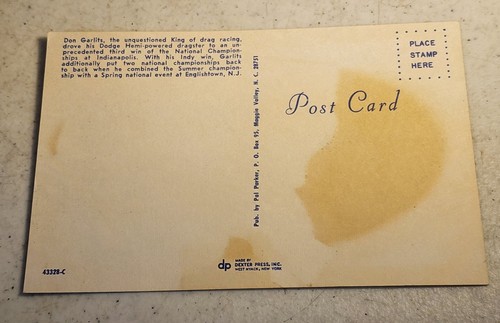 Don Garlits, the unquestioned King of drag racing,
drove his Dodge Hemi-powered dragster to an un-
precedented third win of the National Champion-
ships at Indianapolis. With his Indy win, Garlits
additionally put two national championships back
to back when he combined the Summer champion-
ship with a Spring national event at Englishtown, N.J.
PLACE
STAMP
HERE
Post Card
Pub. by Pal Parker, P. O. Box 95, Maggie Valley, N. C. 28751
43328-C
dp
MADE BY
DEXTER PRESS, INC.
WEST NYACK, NEW YORK